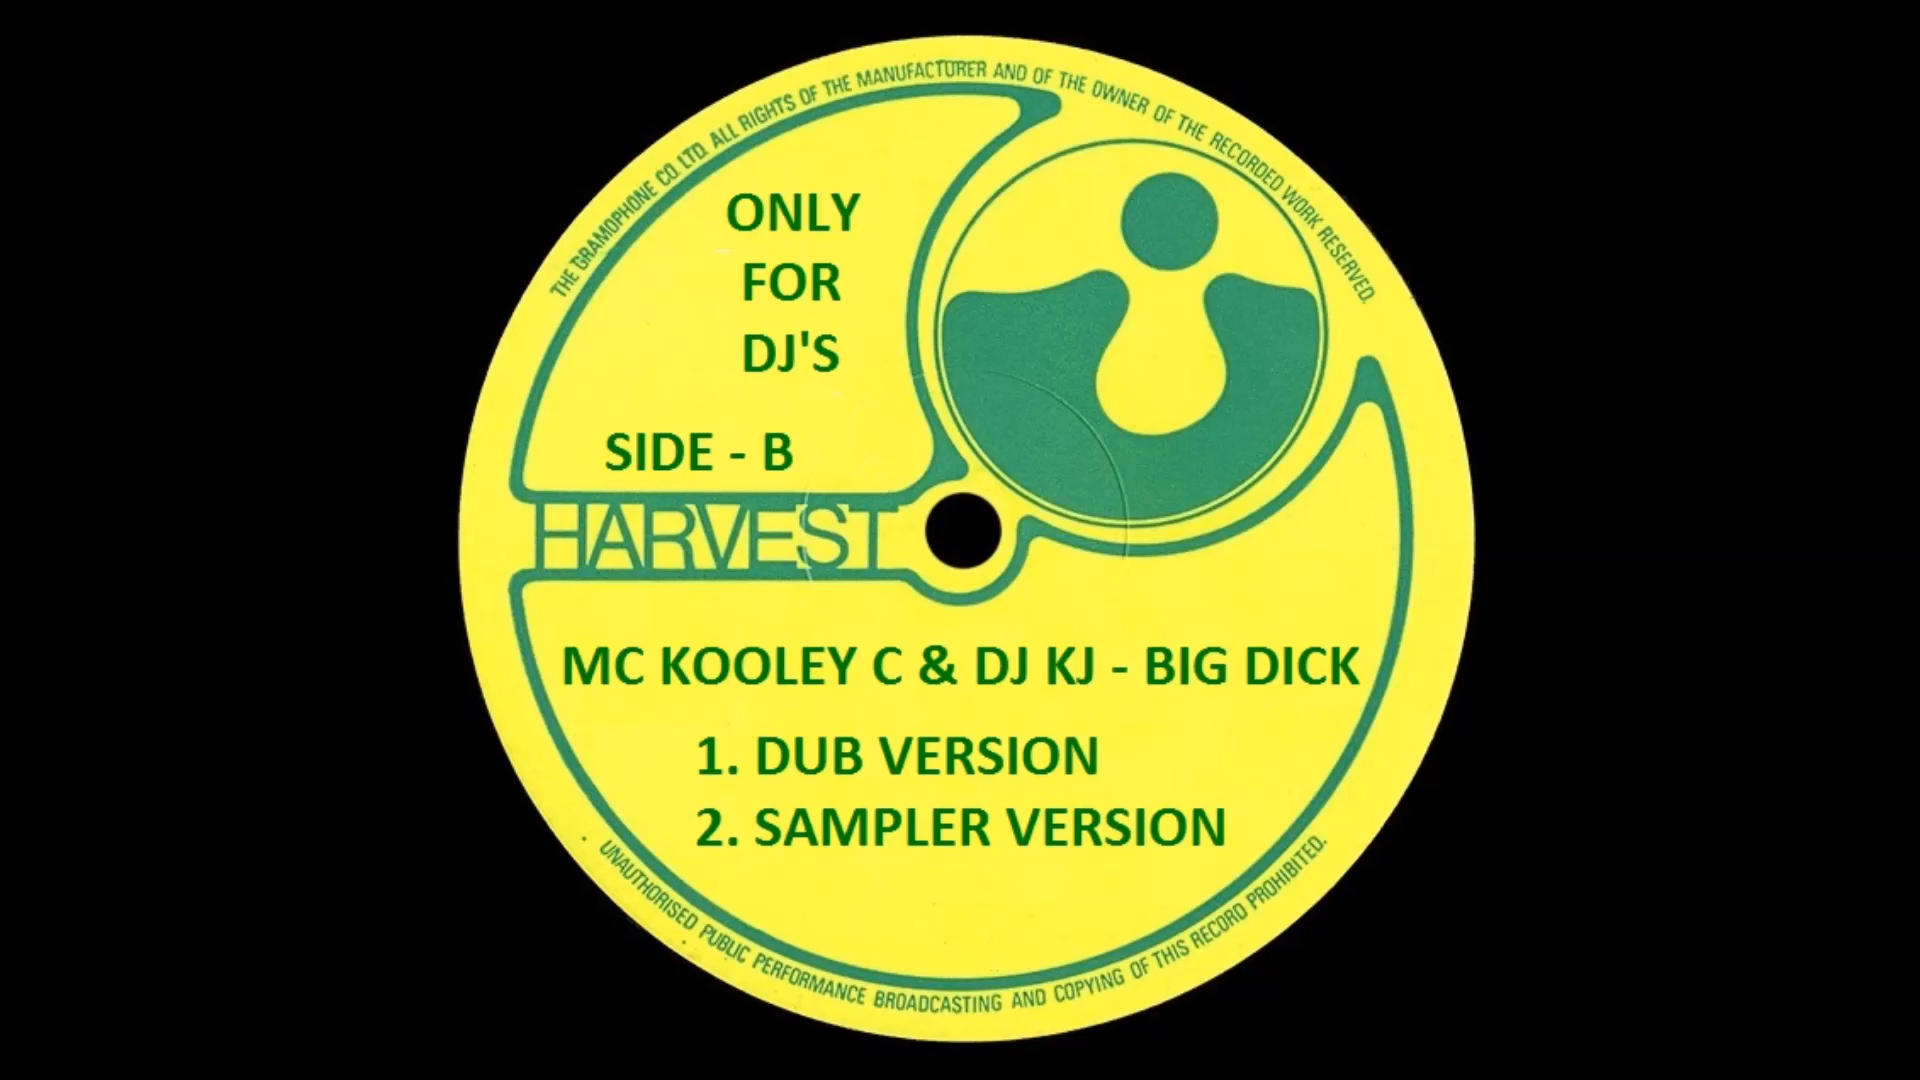 THE GRAMOPHONE CO. LTD. ALL RIGHTS OF THE MANUFACTURER AND OF THE OWNER OF THE RECORDED WORK RESERVED.
ONLY
FOR
DJ'S
SIDE - B
HARVEST
MC KOOLEY C & DJ KJ - BIG DICK
1. DUB VERSION
2. SAMPLER VERSION
UNAUTHORISED PUBLIC PERFORMANCE BROADCASTING AND COPYING OF THIS RECORD PROHIBITED.